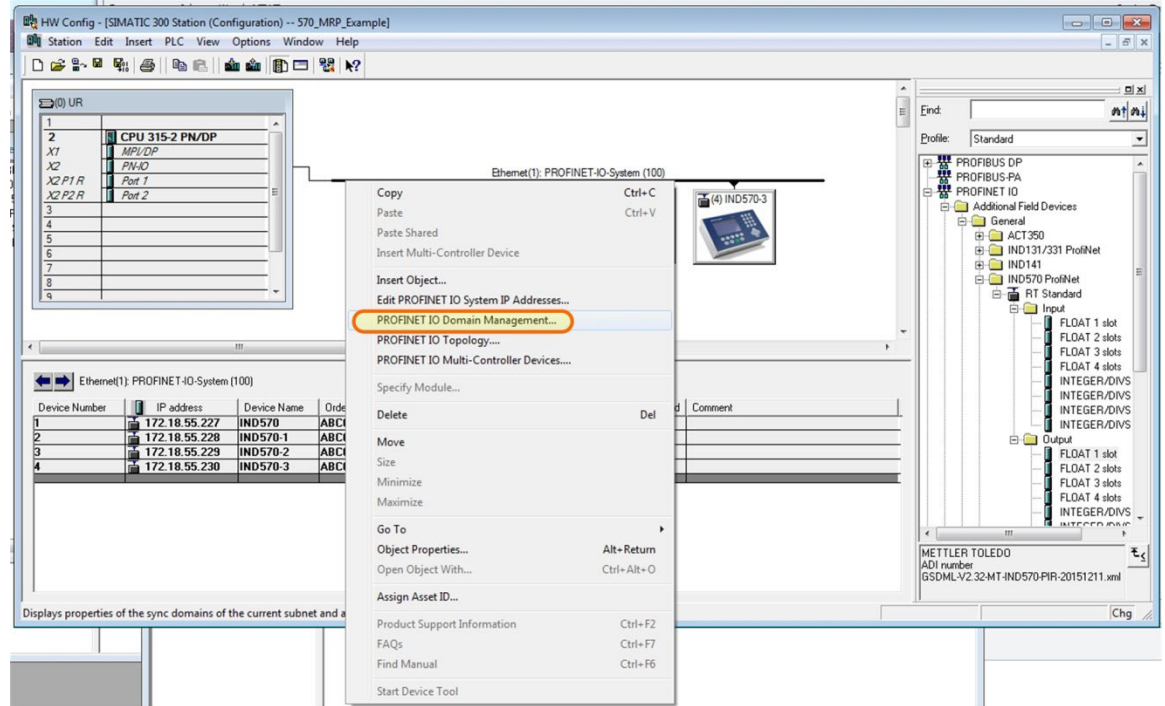 HW Config - [SIMATIC 300 Station (Configuration) -- 570_MRP_Example]
Station Edit Insert PLC View Options Window Help
(0) UR
1
2 CPU 315-2 PN/DP
X1 MPI/DP
X2 PN-IO
X2 P1 R Port 1
X2 P2 R Port 2
3
4
5
6
7
8
9
Ethernet(1): PROFINET-IO-System (100)
(4) IND570-3
Copy Ctrl+C
Paste Ctrl+V
Paste Shared
Insert Multi-Controller Device
Insert Object...
Edit PROFINET IO System IP Addresses...
PROFINET IO Domain Management...
PROFINET IO Topology....
PROFINET IO Multi-Controller Devices....
Specify Module...
Delete Del
Move
Size
Minimize
Maximize
Go To
Object Properties... Alt+Return
Open Object With... Ctrl+Alt+O
Assign Asset ID...
Product Support Information Ctrl+F2
FAQs Ctrl+F7
Find Manual Ctrl+F6
Start Device Tool
Ethernet(1): PROFINET-IO-System (100)
Device Number IP address Device Name Orde d Comment
1 172.18.55.227 IND570 ABCI
2 172.18.55.228 IND570-1 ABCI
3 172.18.55.229 IND570-2 ABCI
4 172.18.55.230 IND570-3 ABCI
Displays properties of the sync domains of the current subnet and a
Chg
Find:
Profile: Standard
PROFIBUS DP
PROFIBUS-PA
PROFINET IO
Additional Field Devices
General
ACT350
IND131/331 ProfiNet
IND141
IND570 ProfiNet
RT Standard
Input
FLOAT 1 slot
FLOAT 2 slots
FLOAT 3 slots
FLOAT 4 slots
INTEGER/DIVS
INTEGER/DIVS
INTEGER/DIVS
INTEGER/DIVS
Output
FLOAT 1 slot
FLOAT 2 slots
FLOAT 3 slots
FLOAT 4 slots
INTEGER/DIVS
INTEGER/DIVS
METTLER TOLEDO
ADI number
GSDML-V2.32-MT-IND570-PIR-20151211.xml